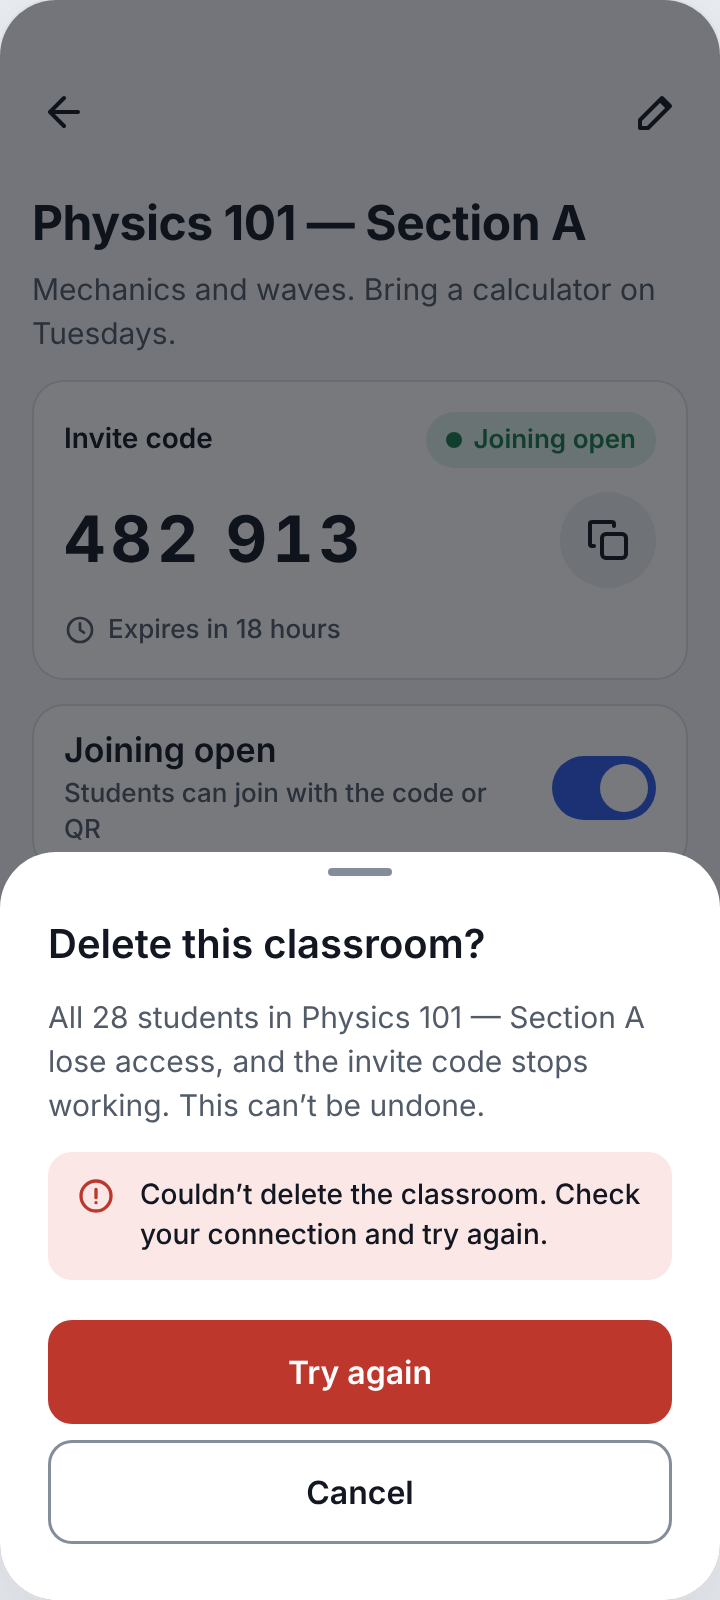 Physics 101 — Section A
Mechanics and waves. Bring a calculator on
Tuesdays.
Invite code
Joining open
482 913
Expires in 18 hours
Joining open
Students can join with the code or
QR
Delete this classroom?
All 28 students in Physics 101 — Section A
lose access, and the invite code stops
working. This can’t be undone.
Couldn’t delete the classroom. Check
your connection and try again.
Try again
Cancel